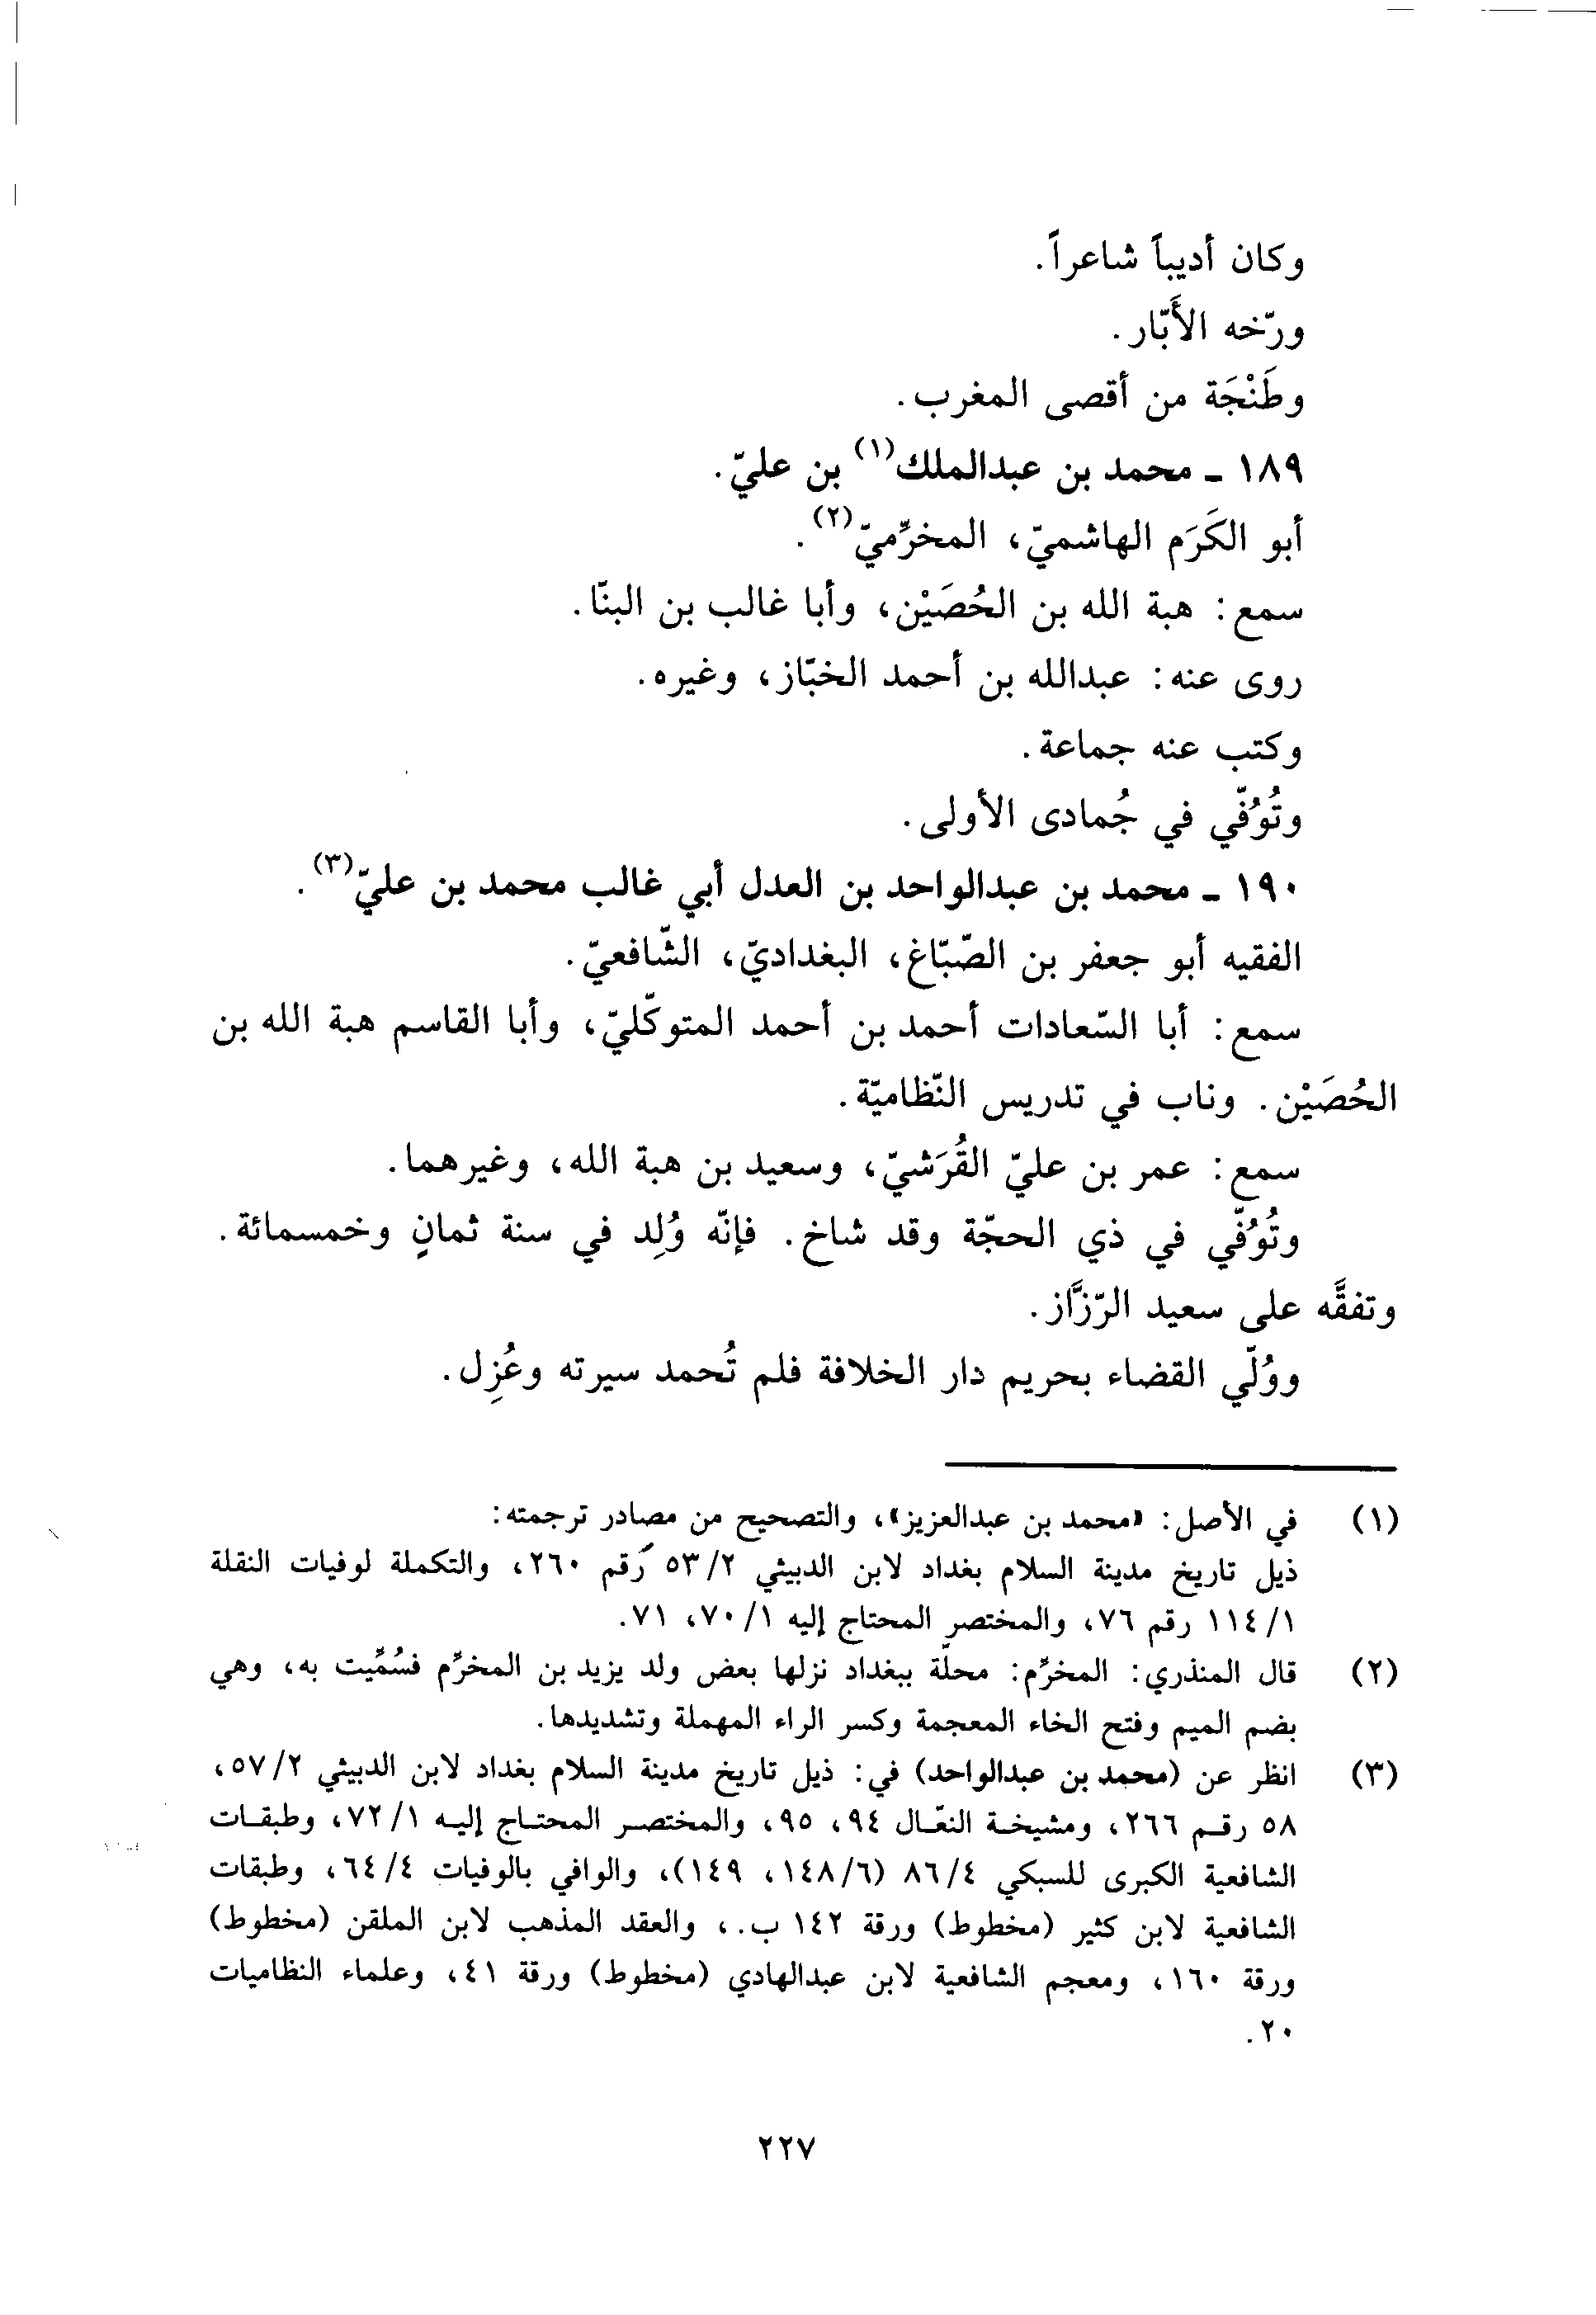 وكان أديباً شاعراً.
ورّخه الأَبّار.
وطَنْجَة من أقصى المغرب.
١٨٩ ـ محمد بن عبدالملك(١) بن عليّ.
أبو الكَرَم الهاشميّ، المخرِّميّ(٢).
سمع: هبة الله بن الحُصَيْن، وأبا غالب بن البنّا.
روى عنه: عبدالله بن أحمد الخبّاز، وغيره.
وكتب عنه جماعة.
وتُوُفّي في جُمادى الأولى.
١٩٠ ـ محمد بن عبدالواحد بن العدل أبي غالب محمد بن عليّ(٣).
الفقيه أبو جعفر بن الصّبّاغ، البغداديّ، الشّافعيّ.
سمع: أبا السّعادات أحمد بن أحمد المتوكّليّ، وأبا القاسم هبة الله بن
الحُصَيْن. وناب في تدريس النّظاميّة.
سمع: عمر بن عليّ القُرَشيّ، وسعيد بن هبة الله، وغيرهما.
وتُوُفّي في ذي الحجّة وقد شاخ. فإنّه وُلِد في سنة ثمانٍ وخمسمائة.
وتفقَّه على سعيد الرّزَّاز.
ووُلّي القضاء بحريم دار الخلافة فلم تُحمد سيرته وعُزِل.
(١) في الأصل: «محمد بن عبدالعزيز»، والتصحيح من مصادر ترجمته:
ذيل تاريخ مدينة السلام بغداد لابن الدبيثي ٥٣/٢ رقم ٢٦٠، والتكملة لوفيات النقلة
١١٤/١ رقم ٧٦، والمختصر المحتاج إليه ٧٠/١، ٧١.
(٢) قال المنذري: المخرِّم: محلّة ببغداد نزلها بعض ولد يزيد بن المخرِّم فسُمِّيت به، وهي
بضم الميم وفتح الخاء المعجمة وكسر الراء المهملة وتشديدها.
(٣) انظر عن (محمد بن عبدالواحد) في: ذيل تاريخ مدينة السلام بغداد لابن الدبيثي ٥٧/٢،
٥٨ رقم ٢٦٦، ومشيخة النعّال ٩٤، ٩٥، والمختصر المحتاج إليه ٧٢/١، وطبقات
الشافعية الكبرى للسبكي ٨٦/٤ (١٤٨/٦، ١٤٩)، والوافي بالوفيات ٦٤/٤، وطبقات
الشافعية لابن كثير (مخطوط) ورقة ١٤٢ ب.، والعقد المذهب لابن الملقن (مخطوط)
ورقة ١٦٠، ومعجم الشافعية لابن عبدالهادي (مخطوط) ورقة ٤١، وعلماء النظاميات
٢٠.
٢٢٧